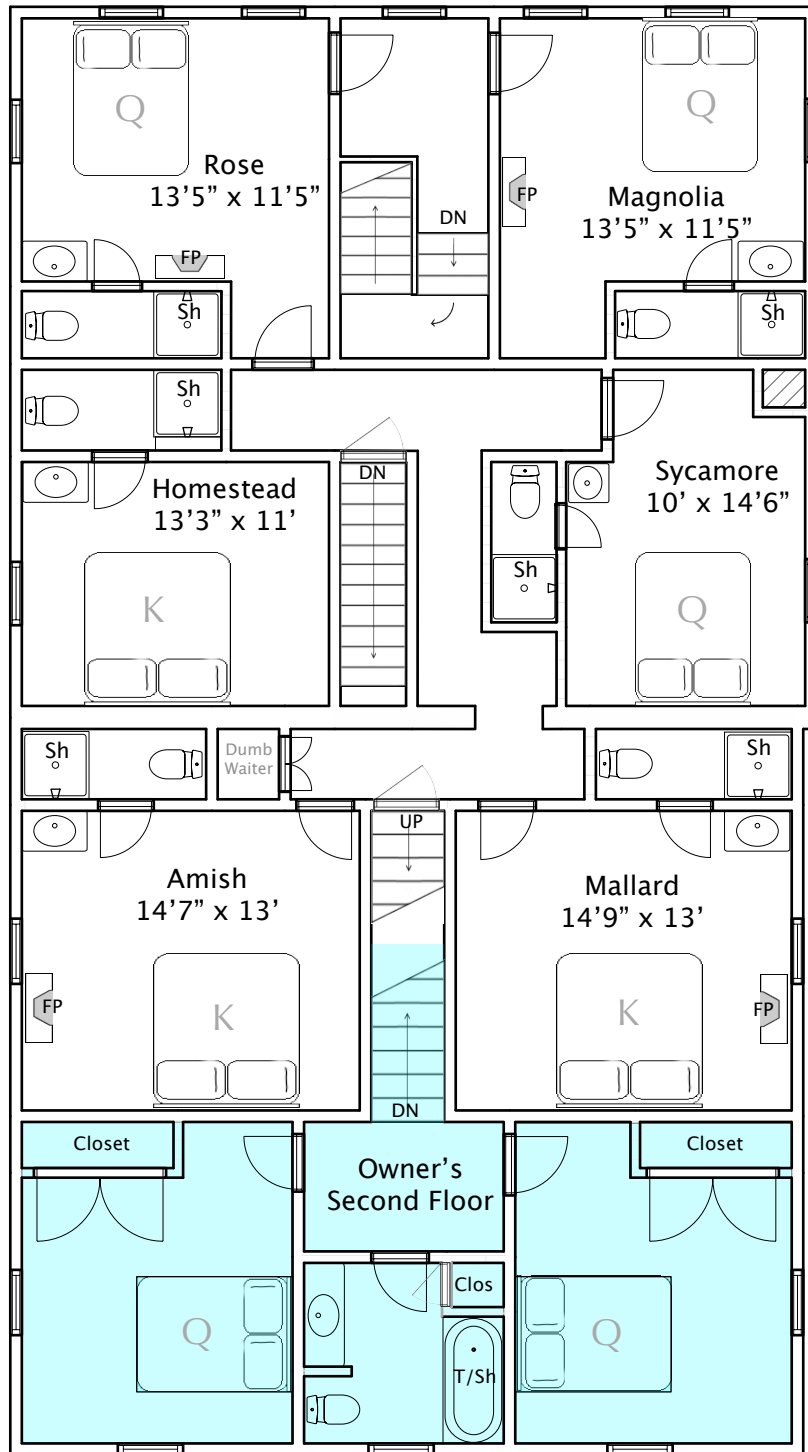 Q
Q
Rose
13’5” x 11’5”
FP
Magnolia
13’5” x 11’5”
DN
FP
Sh
Sh
Sh
DN
Homestead
13’3” x 11’
Sycamore
10’ x 14’6”
Sh
K
Q
Sh
Dumb
Waiter
Sh
UP
Amish
14’7” x 13’
Mallard
14’9” x 13’
FP
K
K
FP
DN
Closet
Closet
Owner’s
Second Floor
Clos
Q
Q
T/Sh